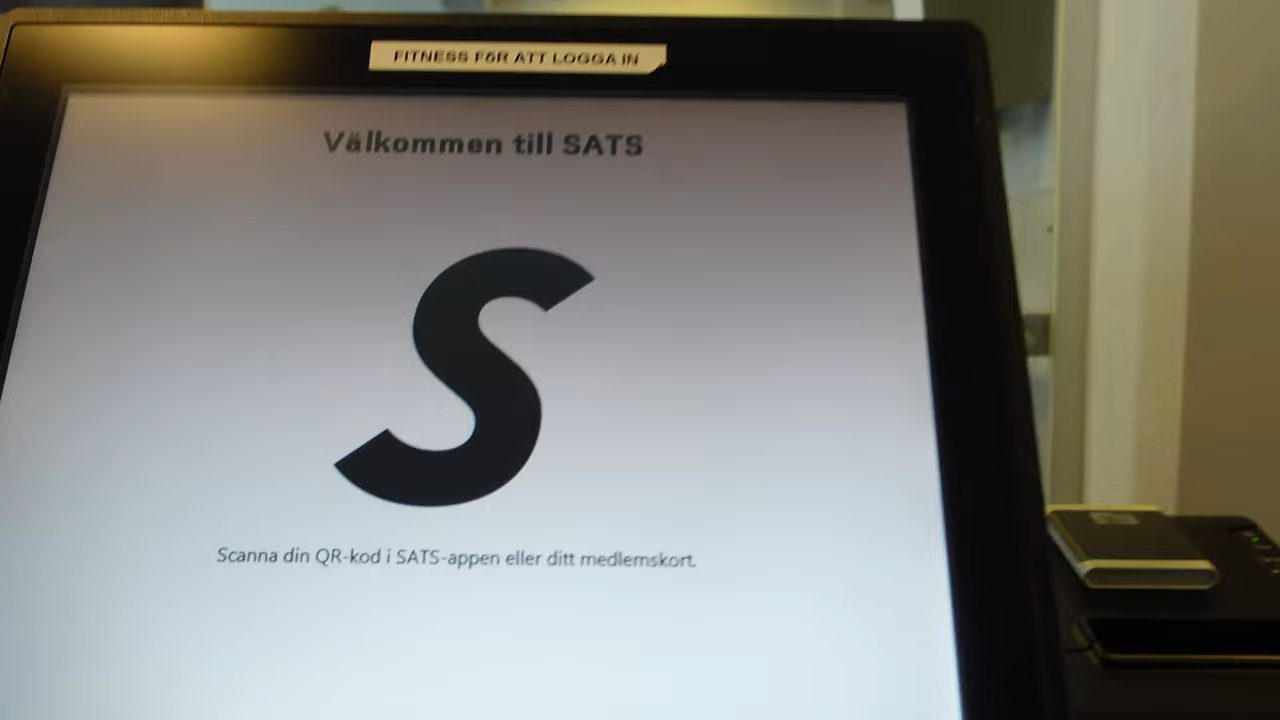 FITNESS FÖR ATT LOGGA IN
Välkommen till SATS
S
Scanna din QR-kod i SATS-appen eller ditt medlemskort.